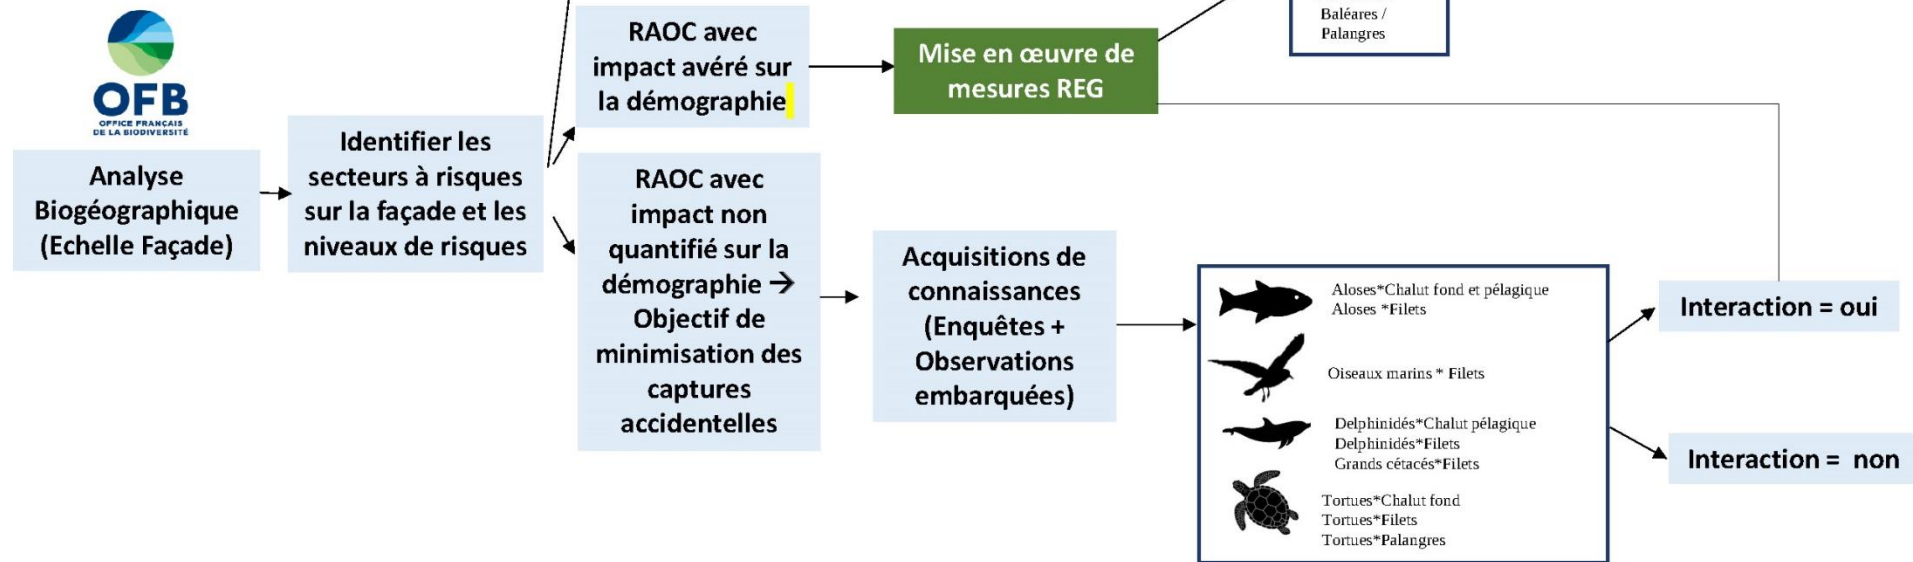 OFB
OFFICE FRANÇAIS
DE LA BIODIVERSITÉ
Analyse
Biogéographique
(Echelle Façade)
Identifier les
secteurs à risques
sur la façade et les
niveaux de risques
RAOC avec
impact avéré sur
la démographie
Mise en œuvre de
mesures REG
Baléares /
Palangres
RAOC avec
impact non
quantifié sur la
démographie →
Objectif de
minimisation des
captures
accidentelles
Acquisitions de
connaissances
(Enquêtes +
Observations
embarquées)
Aloses*Chalut fond et pélagique
Aloses *Filets
Oiseaux marins * Filets
Delphinidés*Chalut pélagique
Delphinidés*Filets
Grands cétacés*Filets
Tortues*Chalut fond
Tortues*Filets
Tortues*Palangres
Interaction = oui
Interaction = non